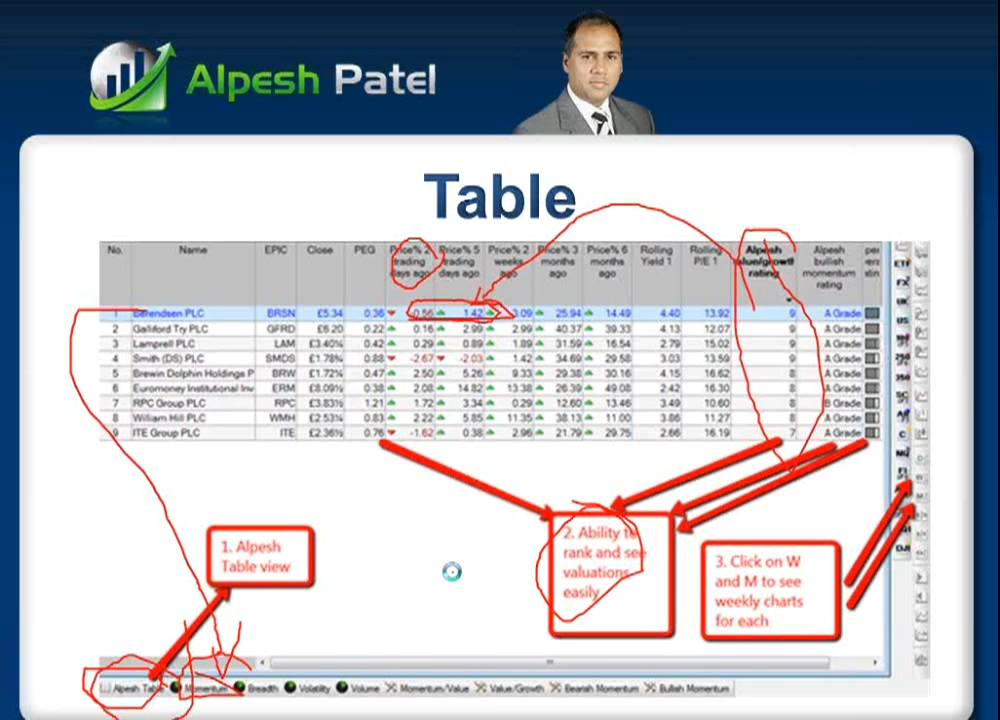 Alpesh Patel
Table
No. Name EPIC Close PEG Price% 2 trading days ago Price% 5 trading days ago Price% 2 weeks ago Price% 3 months ago Price% 6 months ago Rolling Yield 1 Rolling P/E 1 Alpesh value/growth rating Alpesh bullish momentum rating
1 Berendsen PLC BRSN £5.34 0.36 -0.56 1.42 3.09 25.94 14.49 4.40 13.92 9 A Grade
2 Galliford Try PLC GFRD £6.20 0.22 0.16 2.99 2.99 40.37 39.33 4.13 12.07 9 A Grade
3 Lamprell PLC LAM £3.40% 0.42 0.29 0.89 1.89 31.59 16.54 2.79 15.02 9 A Grade
4 Smith (DS) PLC SMDS £1.78% 0.88 -2.67 -2.03 1.42 34.69 29.58 3.03 13.59 9 A Grade
5 Brewin Dolphin Holdings P BRW £1.72% 0.47 2.50 5.26 9.33 29.38 30.16 4.15 16.62 8 A Grade
6 Euromoney Institutional Inv ERM £8.09% 0.38 2.08 14.82 13.38 26.39 49.08 2.42 16.30 8 A Grade
7 RPC Group PLC RPC £3.83% 1.21 1.72 3.34 0.29 12.60 13.46 3.49 10.60 8 B Grade
8 William Hill PLC WMH £2.53% 0.83 2.22 5.85 11.35 38.13 11.00 3.86 11.27 8 A Grade
9 ITE Group PLC ITE £2.36% 0.76 -1.62 0.38 2.96 21.79 29.75 2.66 16.19 7 A Grade
1. Alpesh
Table view
2. Ability to
rank and see
valuations
easily
3. Click on W
and M to see
weekly charts
for each
Alpesh Table Momentum Breadth Volatility Volume Momentum/Value Value/Growth Bearish Momentum Bullish Momentum